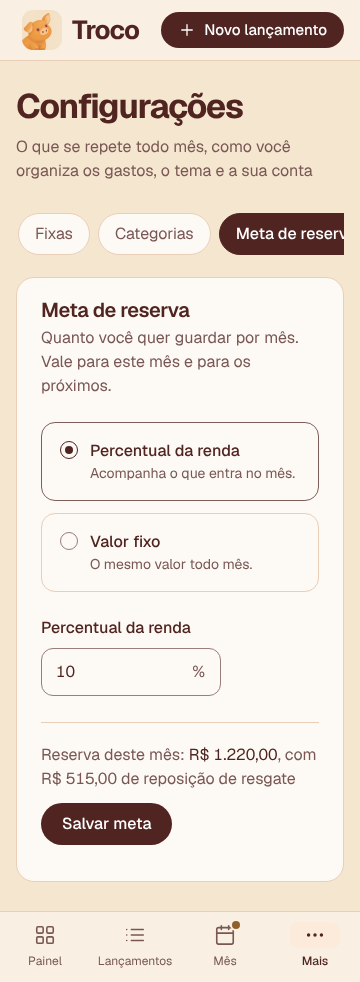 Troco
+ Novo lançamento
Configurações
O que se repete todo mês, como você
organiza os gastos, o tema e a sua conta
Fixas
Categorias
Meta de reserv
Meta de reserva
Quanto você quer guardar por mês.
Vale para este mês e para os
próximos.
Percentual da renda
Acompanha o que entra no mês.
Valor fixo
O mesmo valor todo mês.
Percentual da renda
10 %
Reserva deste mês: R$ 1.220,00, com
R$ 515,00 de reposição de resgate
Salvar meta
Painel
Lançamentos
Mês
Mais